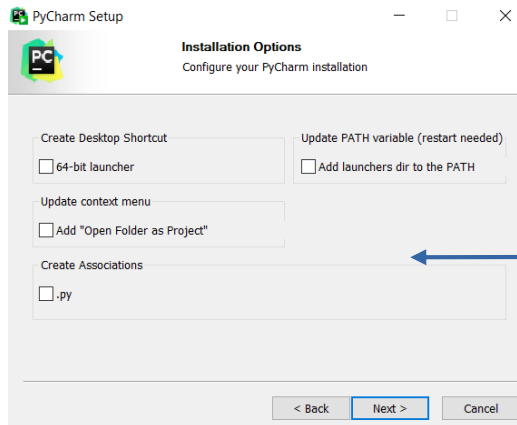 PyCharm Setup
PC
Installation Options
Configure your PyCharm installation
Create Desktop Shortcut
64-bit launcher
Update PATH variable (restart needed)
Add launchers dir to the PATH
Update context menu
Add "Open Folder as Project"
Create Associations
.py
< Back
Next >
Cancel